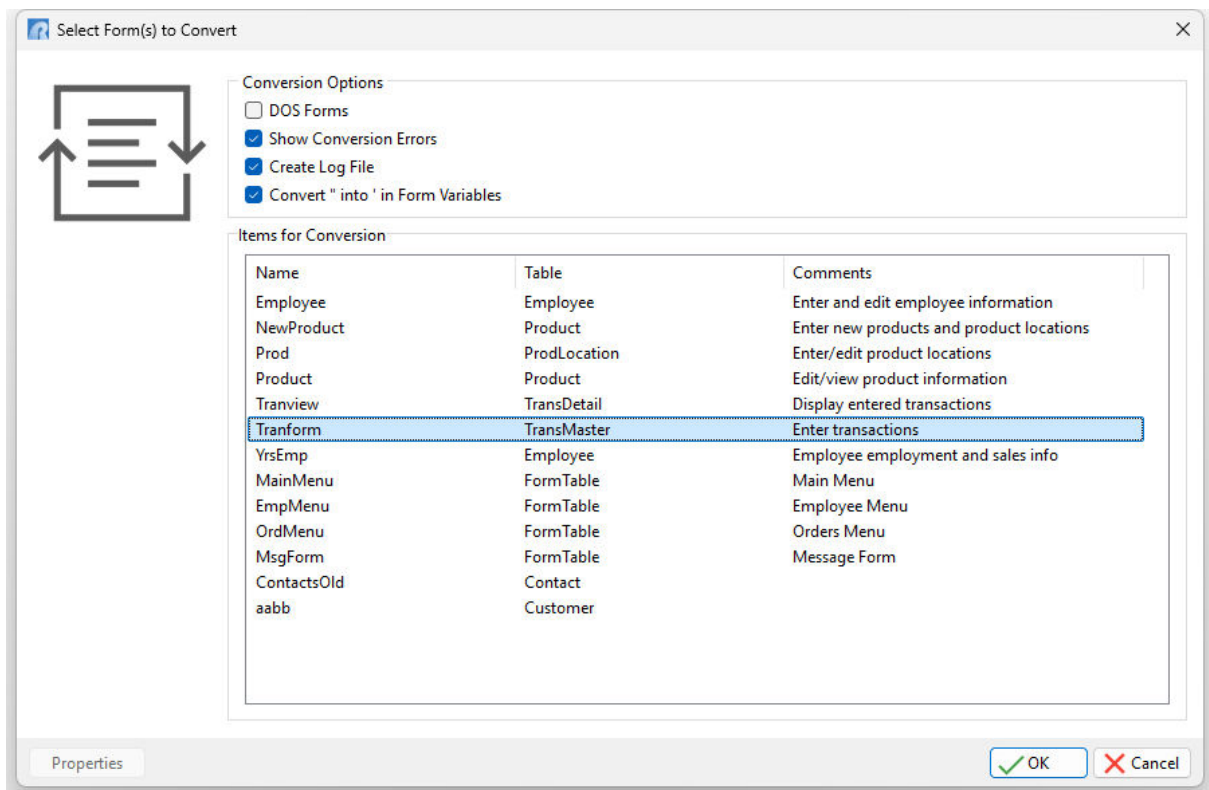 Select Form(s) to Convert
Conversion Options
DOS Forms
Show Conversion Errors
Create Log File
Convert " into ' in Form Variables
Items for Conversion
Name Table Comments
Employee Employee Enter and edit employee information
NewProduct Product Enter new products and product locations
Prod ProdLocation Enter/edit product locations
Product Product Edit/view product information
Tranview TransDetail Display entered transactions
Tranform TransMaster Enter transactions
YrsEmp Employee Employee employment and sales info
MainMenu FormTable Main Menu
EmpMenu FormTable Employee Menu
OrdMenu FormTable Orders Menu
MsgForm FormTable Message Form
ContactsOld Contact
aabb Customer
Properties OK Cancel